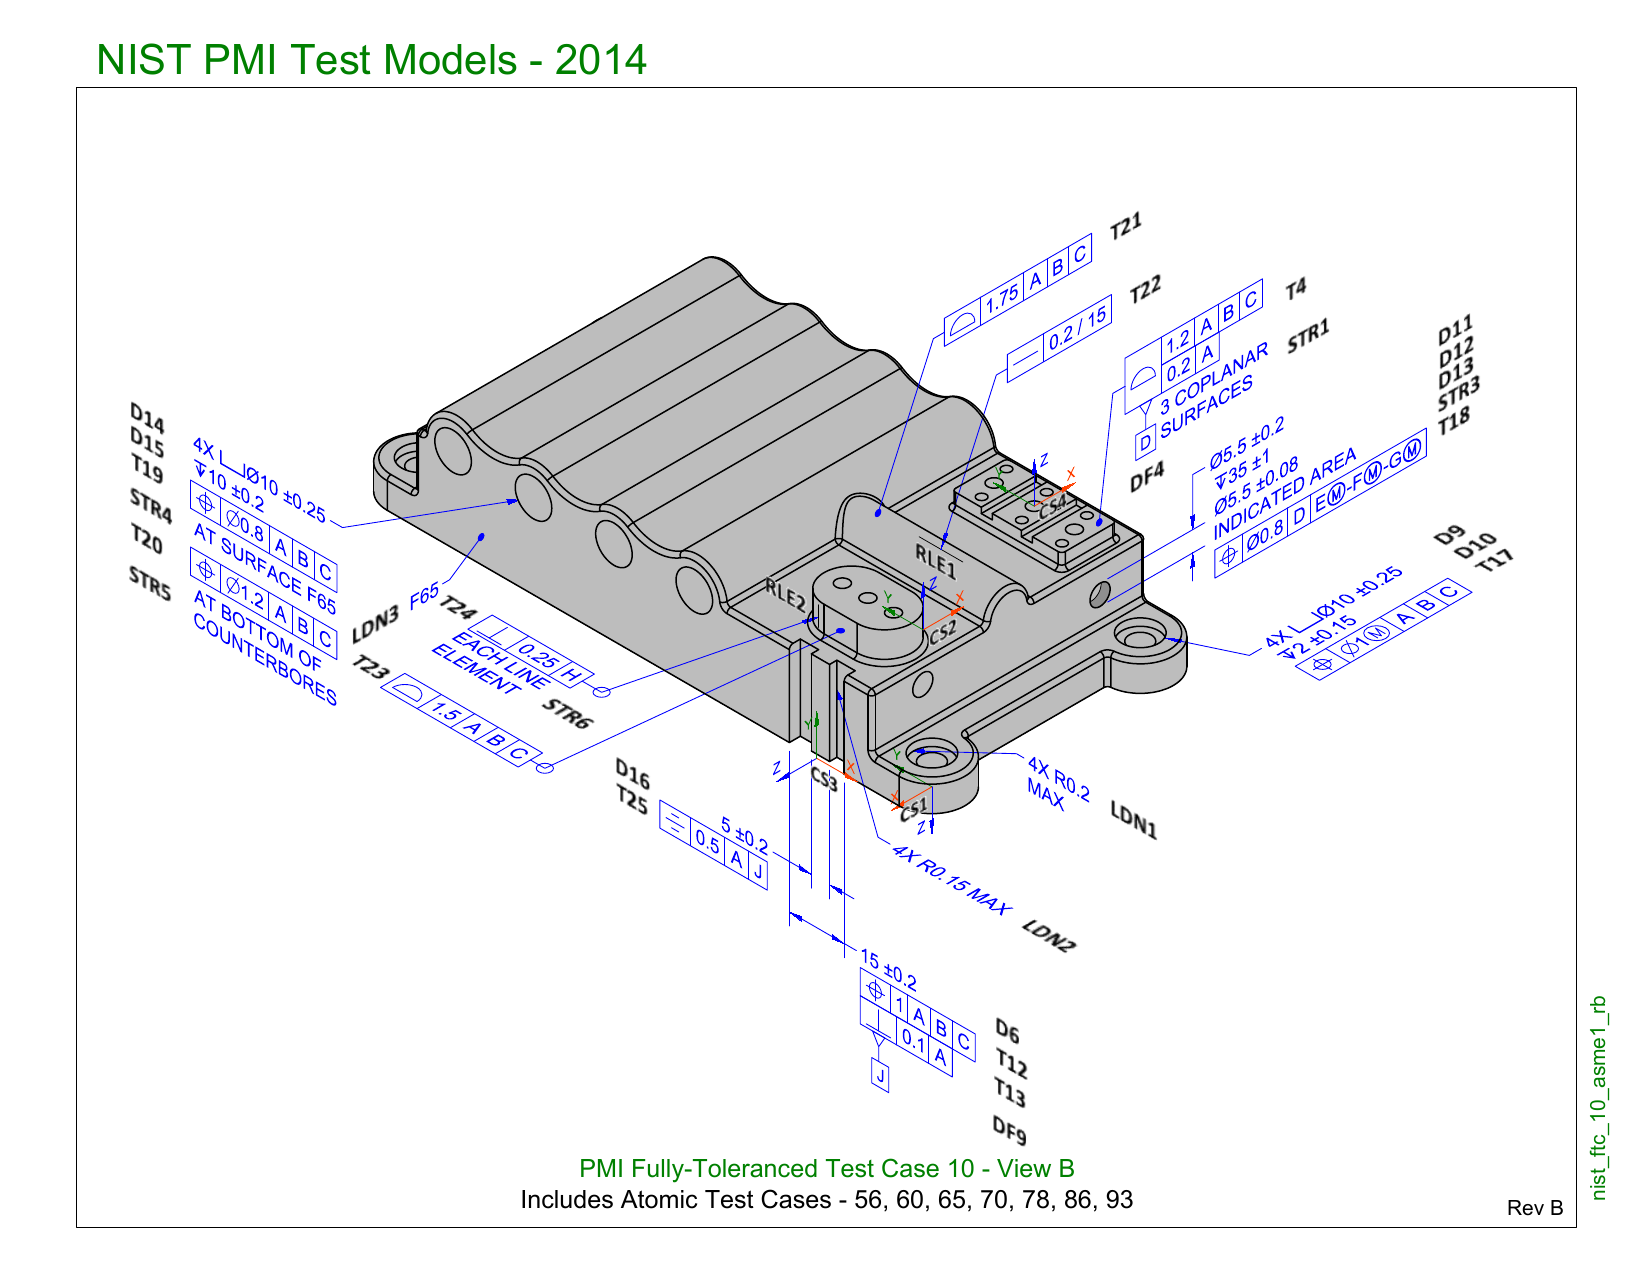 NIST PMI Test Models - 2014
T21
1.75 A B C
T22
0.2 / 15
T4
1.2 A B C
0.2 A
3 COPLANAR
SURFACES
D
STR1
DF4
D11
D12
D13
STR3
T18
Ø5.5 ±0.2
↧35 ±1
Ø5.5 ±0.08
INDICATED AREA
⌖ Ø0.8 D EⓂ-FⓂ-GⓂ
D9
D10
T17
4X ⌴Ø10 ±0.25
↧2 ±0.15
⌖ Ø1Ⓜ A B C
D14
D15
T19
STR4
T20
STR5
4X ⌴Ø10 ±0.25
↧10 ±0.2
⌖ Ø0.8 A B C
AT SURFACE F65
⌖ Ø1.2 A B C
AT BOTTOM OF
COUNTERBORES
LDN3
F65
T24
⊥ 0.25 H
EACH LINE
ELEMENT
STR6
T23
⌓ 1.5 A B C
RLE1
RLE2
Z X Y CS4
Z X Y CS2
Y X Z CS3
Y X Z CS1
D16
T25
5 ±0.2
⌯ 0.5 A J
4X R0.2
MAX
LDN1
4X R0.15 MAX
LDN2
15 ±0.2
⌖ 1 A B C
⊥ 0.1 A
J
D6
T12
T13
DF9
PMI Fully-Toleranced Test Case 10 - View B
Includes Atomic Test Cases - 56, 60, 65, 70, 78, 86, 93
Rev B
nist_ftc_10_asme1_rb